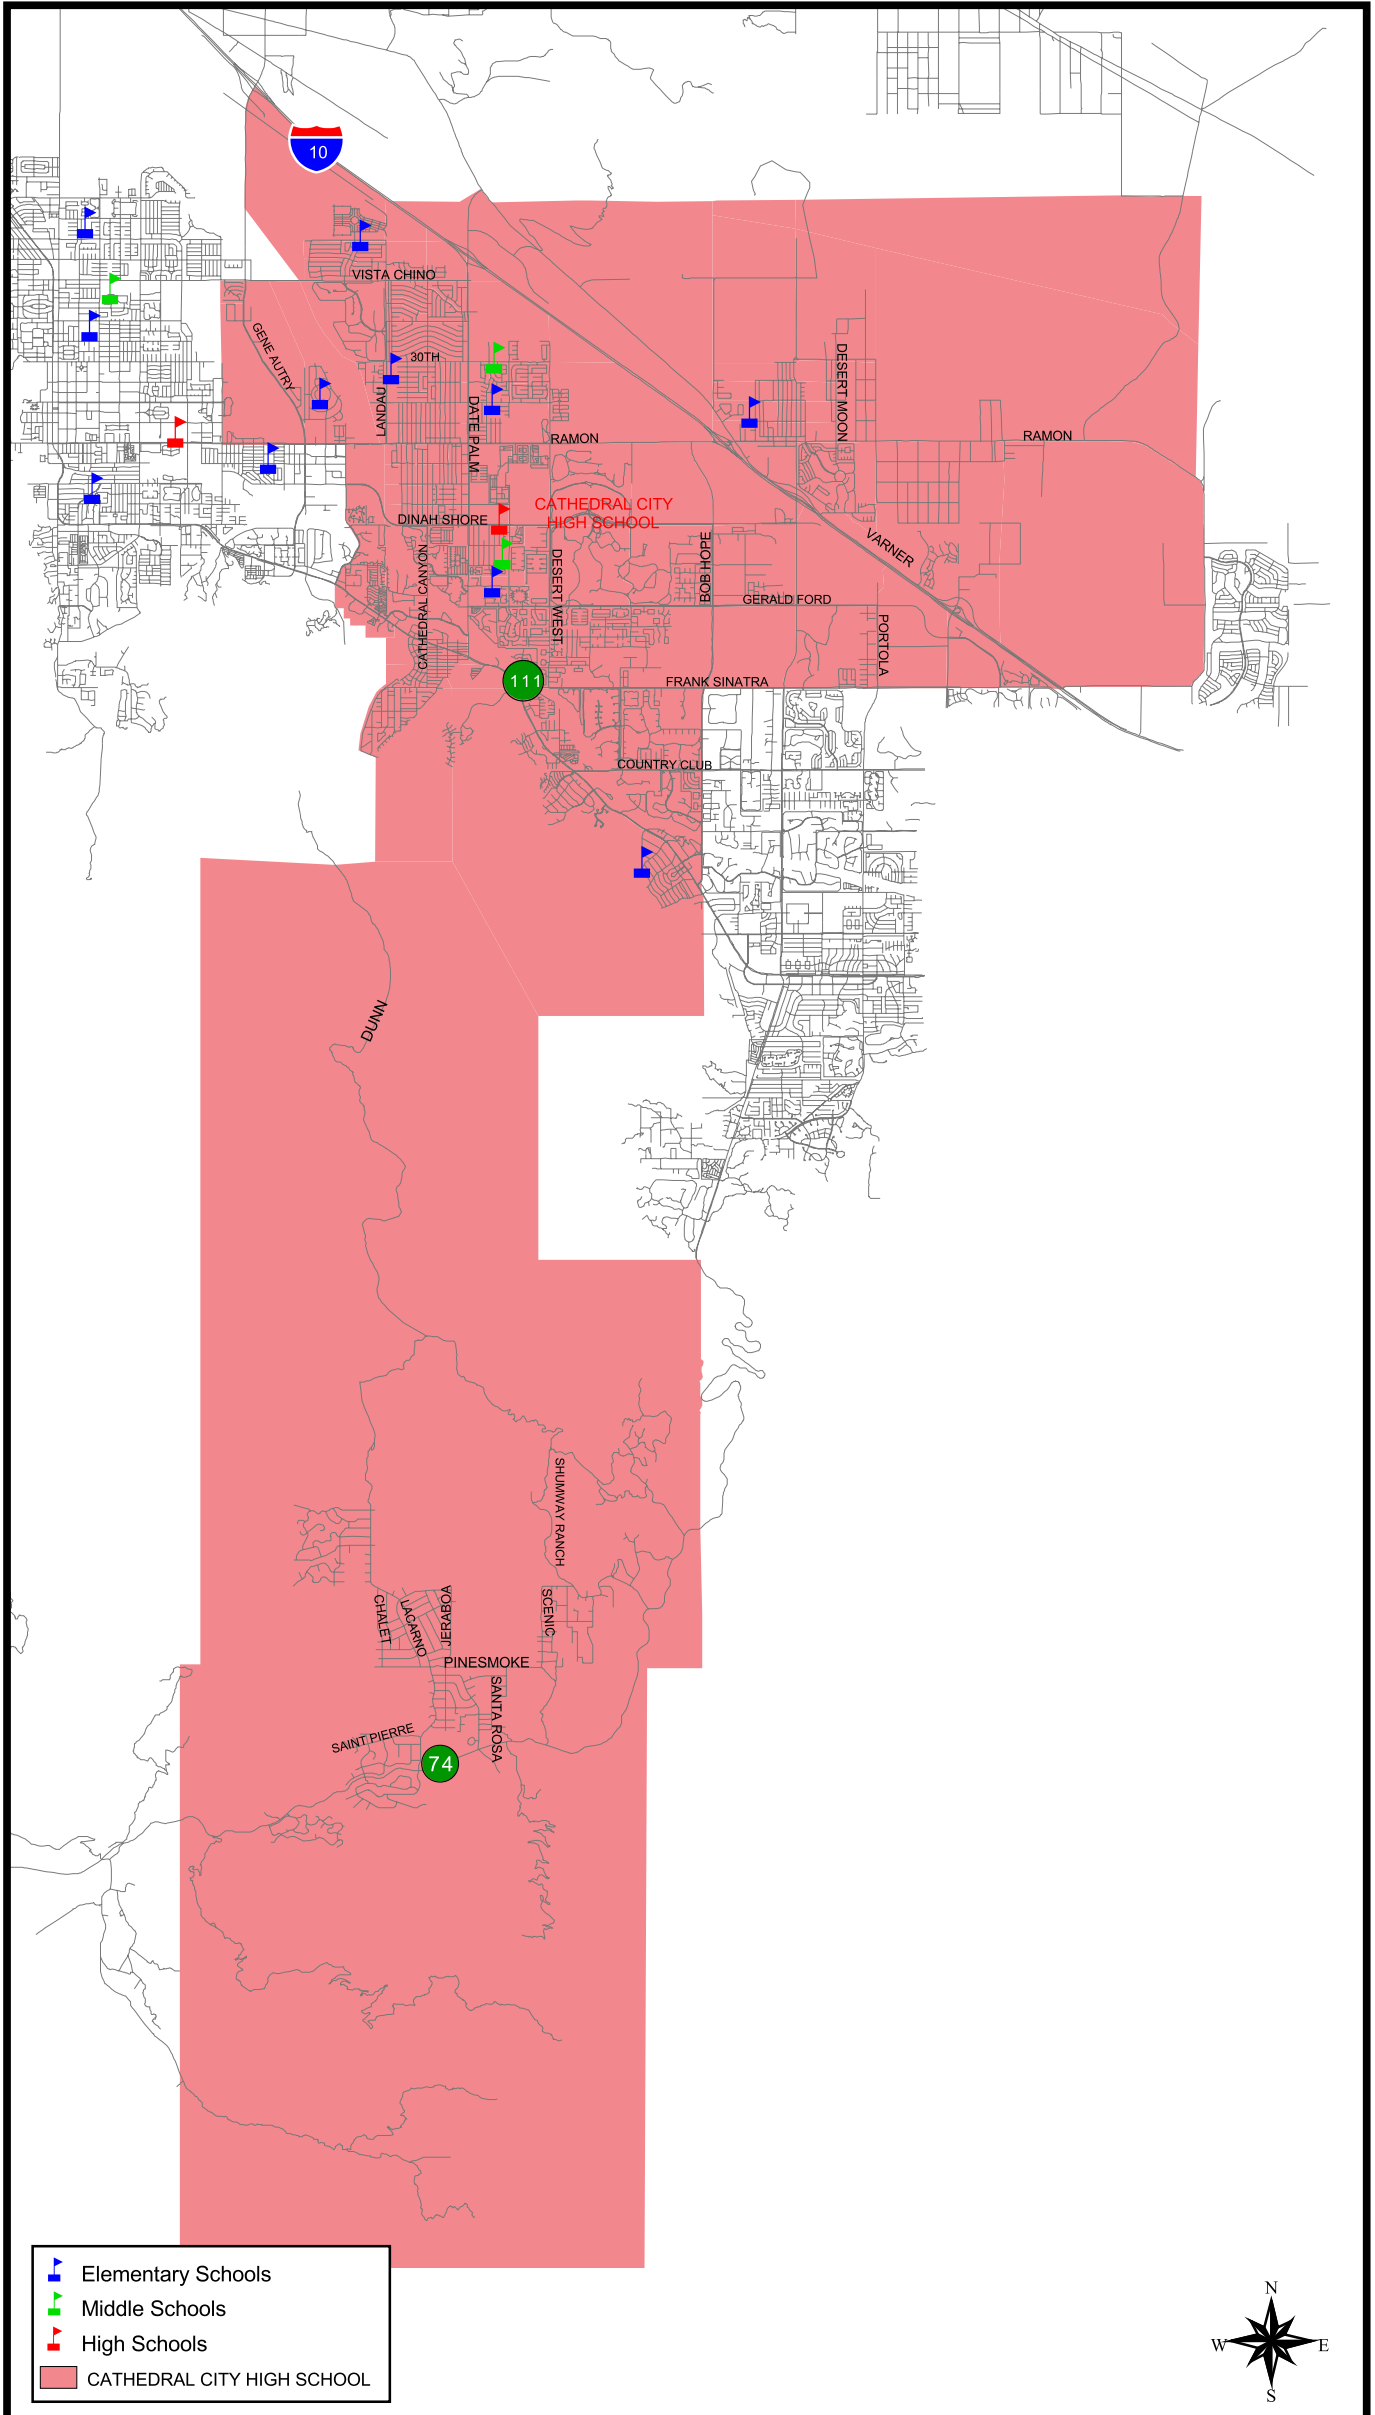 10
VISTA CHINO
GENE AUTRY
30TH
LANDAU
DATE PALM
DESERT MOON
RAMON
RAMON
CATHEDRAL CITY
HIGH SCHOOL
DINAH SHORE
CATHEDRAL CANYON
DESERT WEST
BOB HOPE
VARNER
GERALD FORD
PORTOLA
111
FRANK SINATRA
COUNTRY CLUB
DUNN
SHUMWAY RANCH
CHALET
LACARNO
JERABOA
SCENIC
PINESMOKE
SANTA ROSA
SAINT PIERRE
74
Elementary Schools
Middle Schools
High Schools
CATHEDRAL CITY HIGH SCHOOL
N
W
E
S